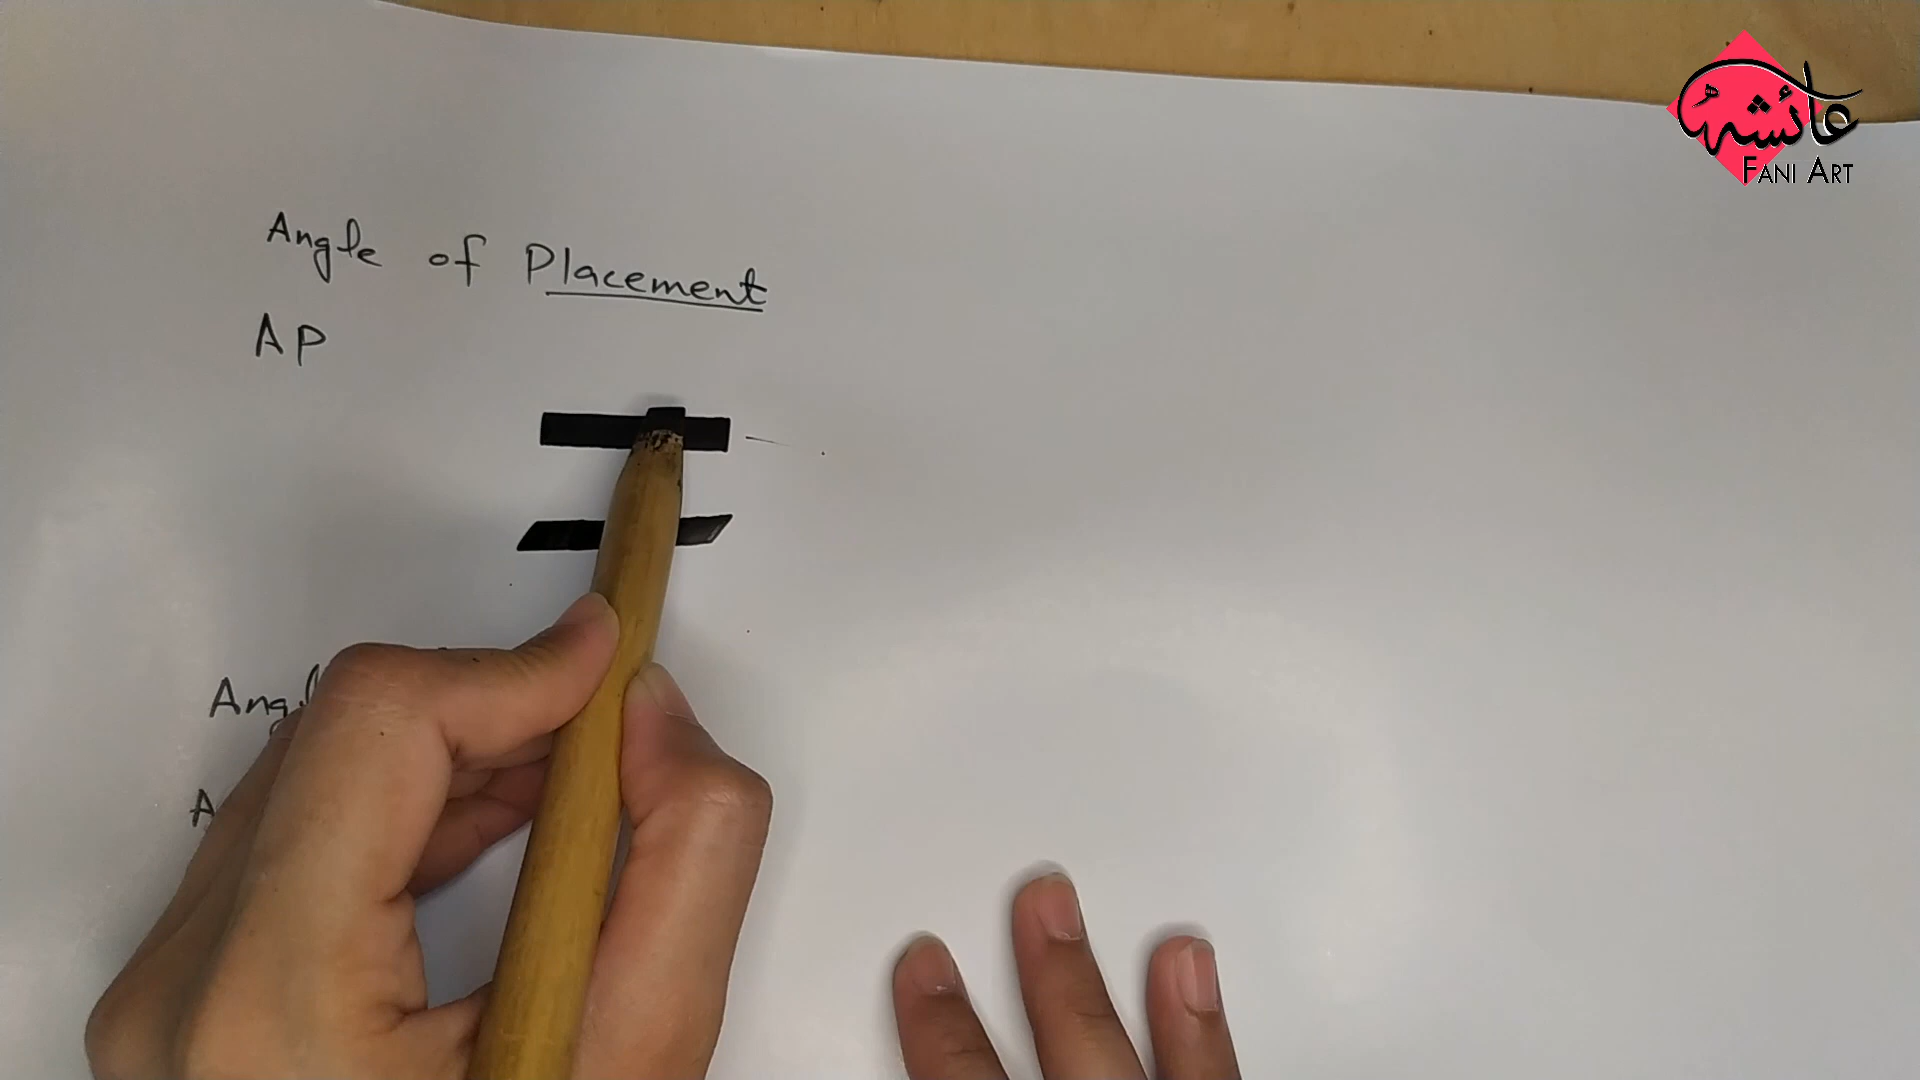 عائشہ
FANI ART
Angle of Placement
AP